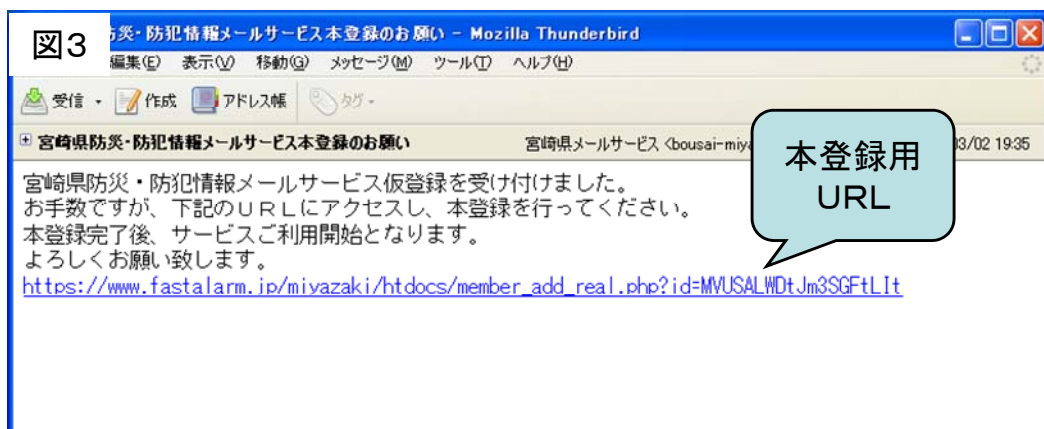 図3
災・防犯情報メールサービス本登録のお願い - Mozilla Thunderbird
編集(E) 表示(V) 移動(G) メッセージ(M) ツール(T) ヘルプ(H)
受信 作成 アドレス帳 タグ
宮崎県防災・防犯情報メールサービス本登録のお願い 宮崎県メールサービス <bousai-miy 03/02 19:35
本登録用
URL
宮崎県防災・防犯情報メールサービス仮登録を受け付けました。
お手数ですが、下記のＵＲＬにアクセスし、本登録を行ってください。
本登録完了後、サービスご利用開始となります。
よろしくお願い致します。
https://www.fastalarm.jp/miyazaki/htdocs/member_add_real.php?id=MVUSALWDtJm3SGFtLIt